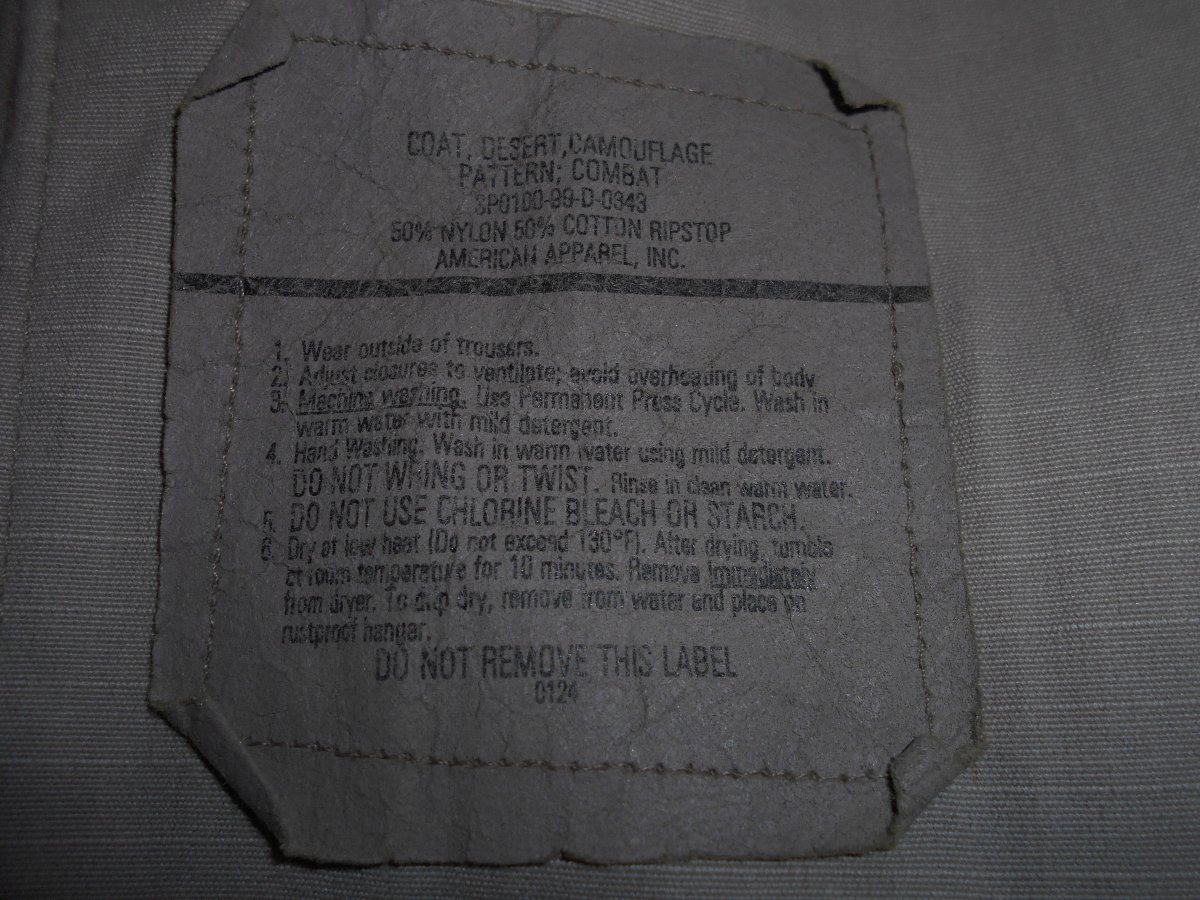 COAT, DESERT, CAMOUFLAGE
PATTERN; COMBAT
SP0100-99-D-0343
50% NYLON 50% COTTON RIPSTOP
AMERICAN APPAREL, INC.
1. Wear outside of trousers.
2. Adjust closures to ventilate; avoid overheating of body
3. Machine washing. Use Permanent Press Cycle. Wash in
warm water with mild detergent.
4. Hand Washing. Wash in warm water using mild detergent.
DO NOT WRING OR TWIST. Rinse in clean warm water.
5. DO NOT USE CHLORINE BLEACH OR STARCH.
6. Dry at low heat (Do not exceed 130°F). After drying, tumble
at room temperature for 10 minutes. Remove immediately
from dryer. To drip dry, remove from water and place on
rustproof hanger.
DO NOT REMOVE THIS LABEL
0124